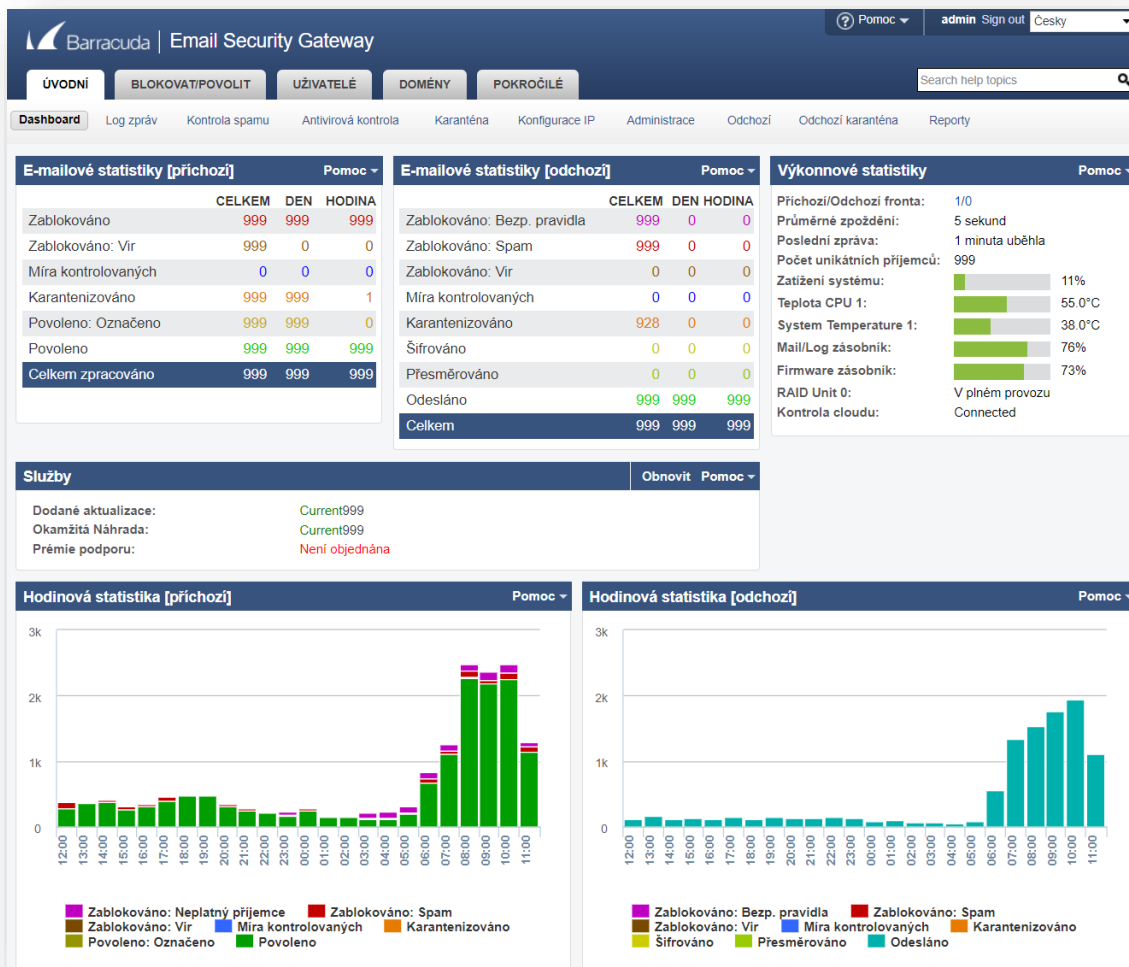 Pomoc admin Sign out Česky
Barracuda | Email Security Gateway
ÚVODNÍ BLOKOVAT/POVOLIT UŽIVATELÉ DOMÉNY POKROČILÉ Search help topics
Dashboard Log zpráv Kontrola spamu Antivirová kontrola Karanténa Konfigurace IP Administrace Odchozí Odchozí karanténa Reporty
E-mailové statistiky [příchozí] Pomoc
CELKEM DEN HODINA
Zablokováno 999 999 999
Zablokováno: Vir 999 0 0
Míra kontrolovaných 0 0 0
Karantenizováno 999 999 1
Povoleno: Označeno 999 999 0
Povoleno 999 999 999
Celkem zpracováno 999 999 999
E-mailové statistiky [odchozí] Pomoc
CELKEM DEN HODINA
Zablokováno: Bezp. pravidla 999 0 0
Zablokováno: Spam 999 0 0
Zablokováno: Vir 0 0 0
Míra kontrolovaných 0 0 0
Karantenizováno 928 0 0
Šifrováno 0 0 0
Přesměrováno 0 0 0
Odesláno 999 999 999
Celkem 999 999 999
Výkonnové statistiky Pomoc
Příchozí/Odchozí fronta: 1/0
Průměrné zpoždění: 5 sekund
Poslední zpráva: 1 minuta uběhla
Počet unikátních příjemců: 999
Zatížení systému: 11%
Teplota CPU 1: 55.0°C
System Temperature 1: 38.0°C
Mail/Log zásobník: 76%
Firmware zásobník: 73%
RAID Unit 0: V plném provozu
Kontrola cloudu: Connected
Služby Obnovit Pomoc
Dodané aktualizace: Current999
Okamžitá Náhrada: Current999
Prémie podporu: Není objednána
Hodinová statistika [příchozí] Pomoc
3k
2k
1k
0
12:00 13:00 14:00 15:00 16:00 17:00 18:00 19:00 20:00 21:00 22:00 23:00 00:00 01:00 02:00 03:00 04:00 05:00 06:00 07:00 08:00 09:00 10:00 11:00
Zablokováno: Neplatný příjemce Zablokováno: Spam
Zablokováno: Vir Míra kontrolovaných Karantenizováno
Povoleno: Označeno Povoleno
Hodinová statistika [odchozí] Pomoc
3k
2k
1k
0
12:00 13:00 14:00 15:00 16:00 17:00 18:00 19:00 20:00 21:00 22:00 23:00 00:00 01:00 02:00 03:00 04:00 05:00 06:00 07:00 08:00 09:00 10:00 11:00
Zablokováno: Bezp. pravidla Zablokováno: Spam
Zablokováno: Vir Míra kontrolovaných Karantenizováno
Šifrováno Přesměrováno Odesláno